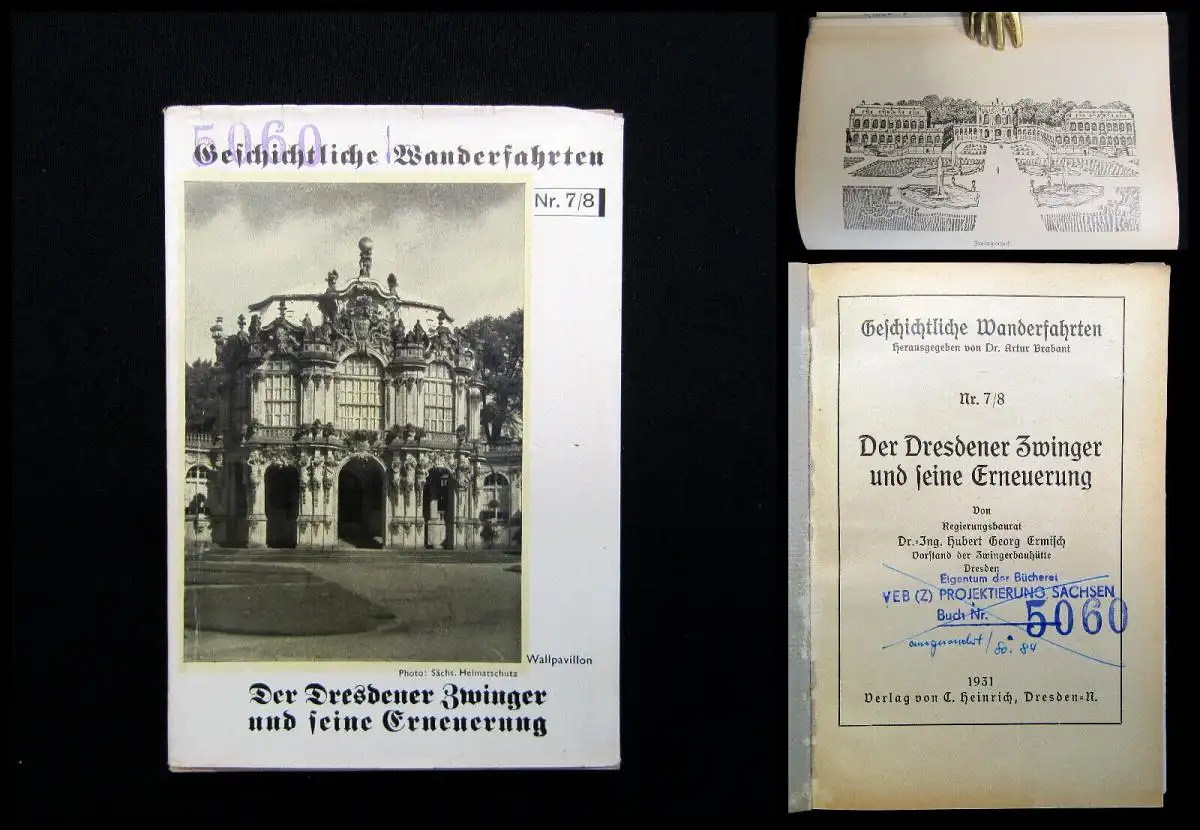 5060
Geschichtliche Wanderfahrten
Nr. 7/8
Wallpavillon
Photo: Sächs. Heimatschutz
Der Dresdener Zwinger
und seine Erneuerung
Geschichtliche Wanderfahrten
Herausgegeben von Dr. Artur Brabant
Nr. 7/8
Der Dresdener Zwinger
und seine Erneuerung
Von
Regierungsbaurat
Dr.=Ing. Hubert Georg Ermisch
Vorstand der Zwingerbauhütte
Dresden
Eigentum der Bücherei
VEB (Z) PROJEKTIERUNG SACHSEN
Buch Nr. 5060
ausgesondert / 80. 84
1931
Verlag von C. Heinrich, Dresden=N.